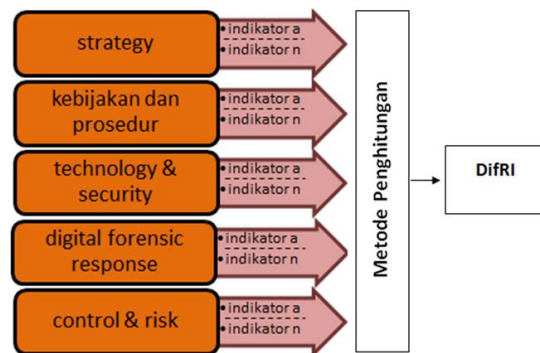 strategy
• indikator a
• indikator n
kebijakan dan
prosedur
• indikator a
• indikator n
technology &
security
• indikator a
• indikator n
digital forensic
response
• indikator a
• indikator n
control & risk
• indikator a
• indikator n
Metode Penghitungan
DifRI